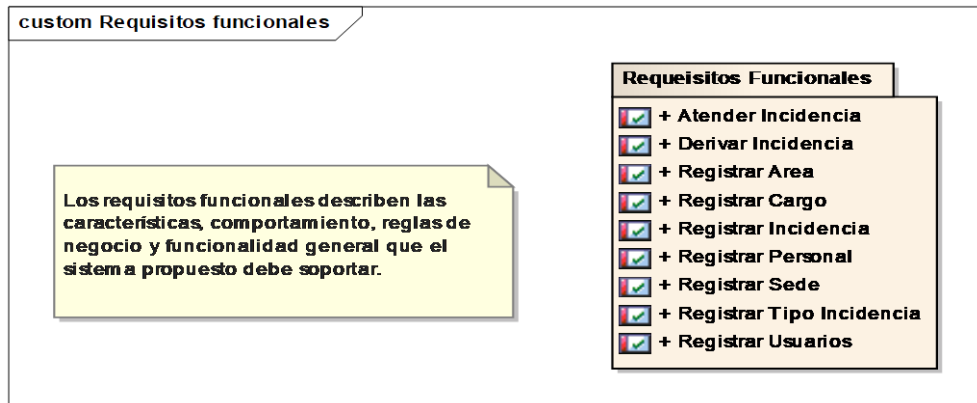 custom Requisitos funcionales
Requeisitos Funcionales
+ Atender Incidencia
+ Derivar Incidencia
+ Registrar Area
+ Registrar Cargo
+ Registrar Incidencia
+ Registrar Personal
+ Registrar Sede
+ Registrar Tipo Incidencia
+ Registrar Usuarios
Los requisitos funcionales describen las
características, comportamiento, reglas de
negocio y funcionalidad general que el
sistema propuesto debe soportar.